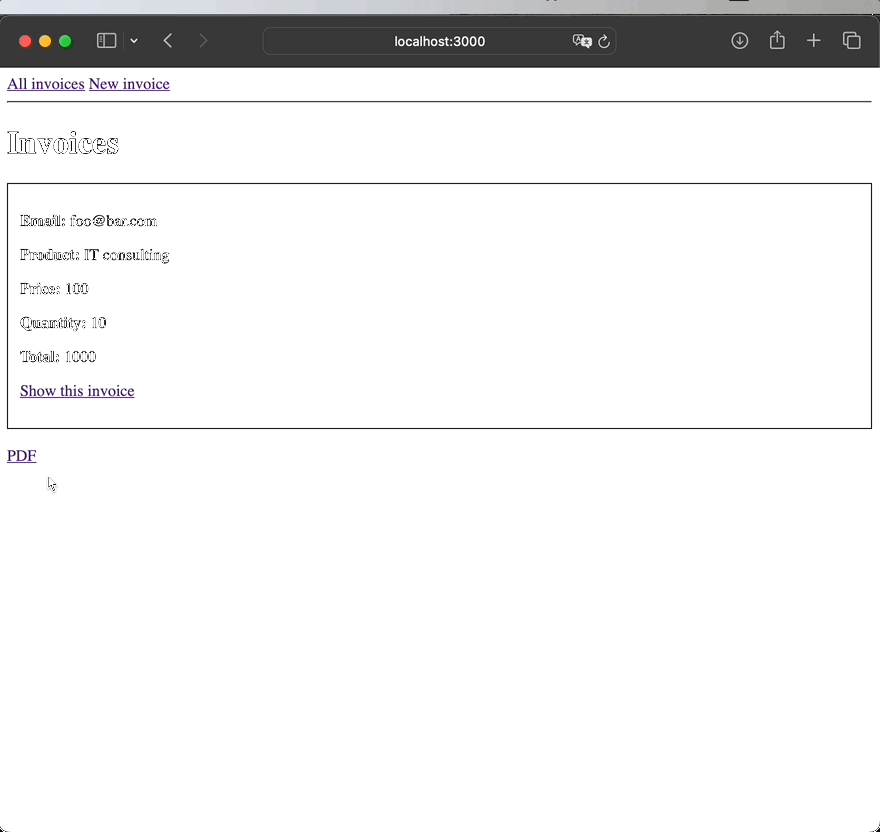 localhost:3000
All invoices New invoice
Invoices
Email: foo@bar.com
Product: IT consulting
Price: 100
Quantity: 10
Total: 1000
Show this invoice
PDF